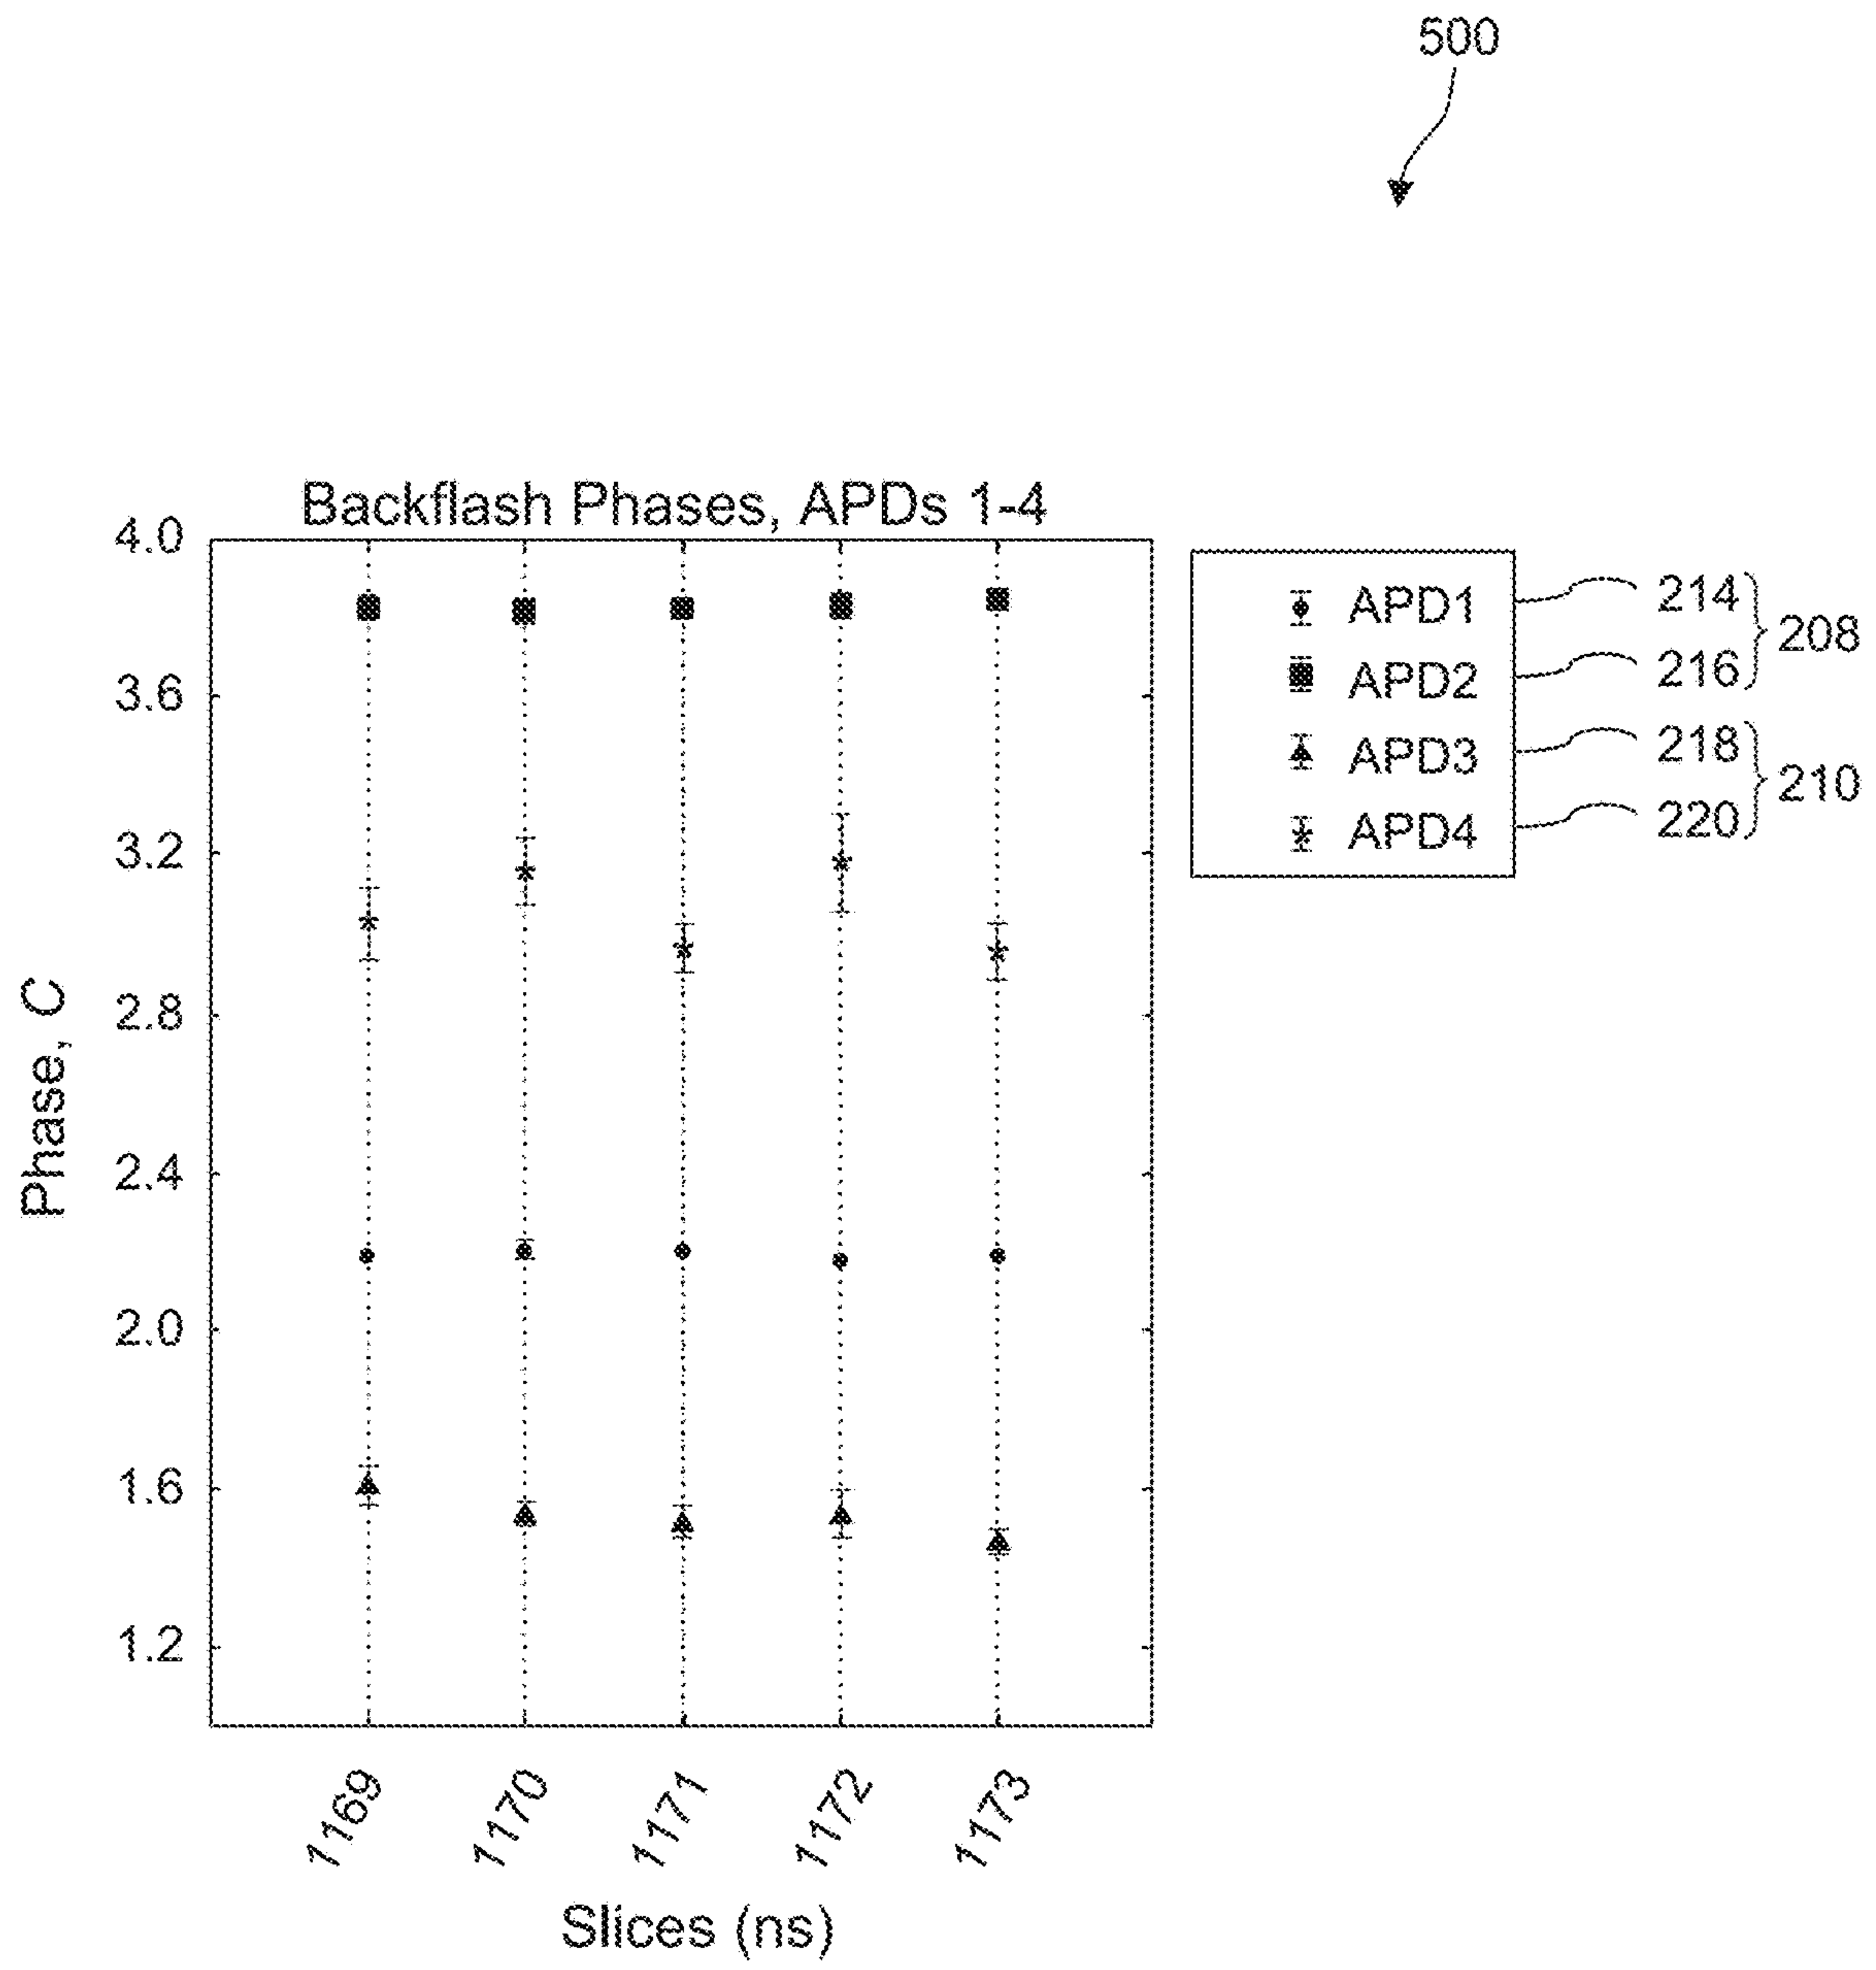 500
Backflash Phases, APDs 1-4
4.0
3.6
3.2
2.8
2.4
2.0
1.6
1.2
Phase, C
1169
1170
1171
1172
1173
Slices (ns)
APD1
APD2
APD3
APD4
214
216
218
220
208
210